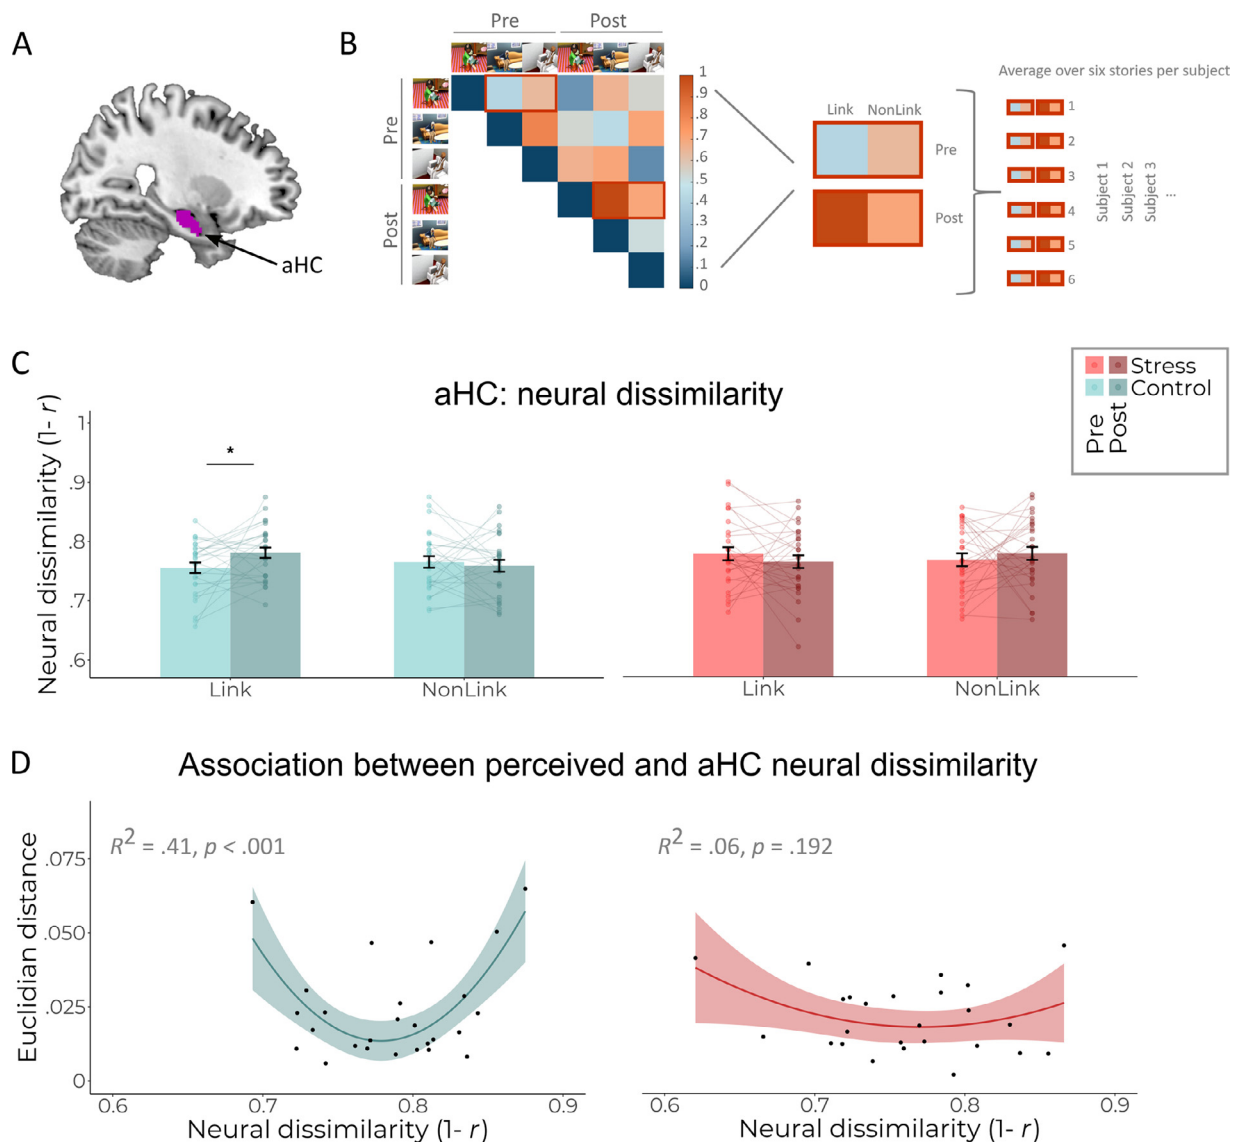 A
aHC
B
Pre Post
Pre
Post
1
.9
.8
.7
.6
.5
.4
.3
.2
.1
0
Link NonLink
Pre
Post
Average over six stories per subject
1
2
3
4
5
6
Subject 1
Subject 2
Subject 3
...
C
aHC: neural dissimilarity
Stress
Control
Pre
Post
Neural dissimilarity (1- r)
1
.9
.8
.7
.6
*
Link NonLink Link NonLink
D
Association between perceived and aHC neural dissimilarity
Euclidian distance
.075
.050
.025
0
R2 = .41, p < .001
R2 = .06, p = .192
0.6 0.7 0.8 0.9 0.6 0.7 0.8 0.9
Neural dissimilarity (1- r) Neural dissimilarity (1- r)